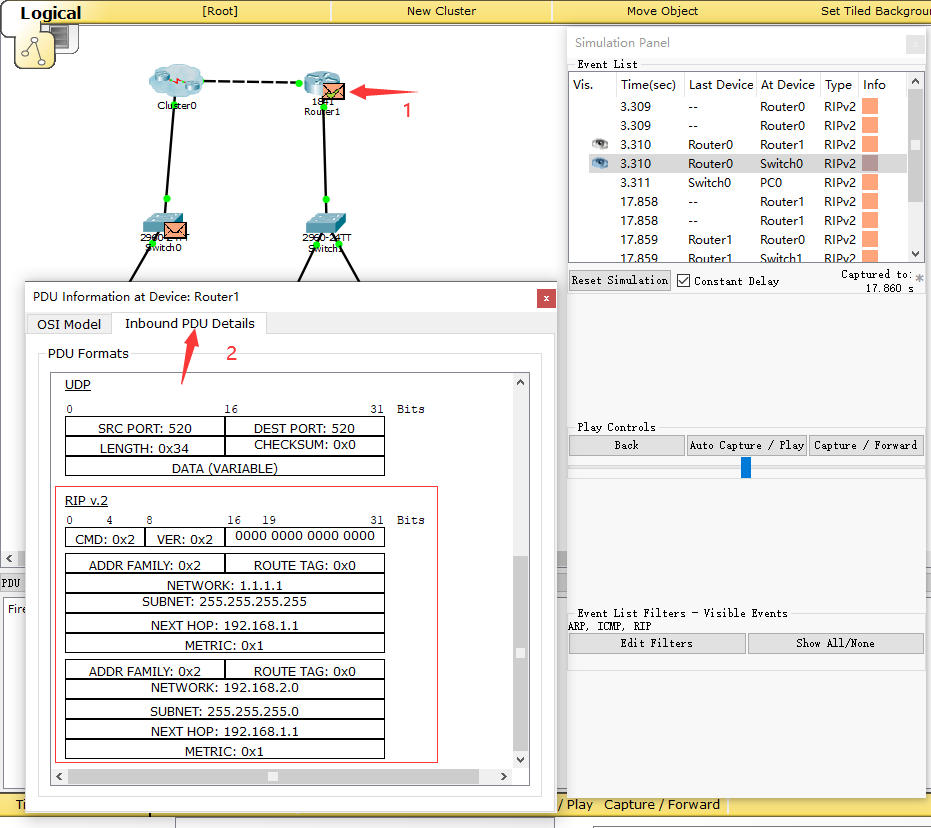 Logical
[Root]
New Cluster
Move Object
Set Tiled Backgrou
Cluster0
1841
Router1
1
2960-24TT
Switch0
2960-24TT
Switch1
Simulation Panel
x
Event List
Vis. Time(sec) Last Device At Device Type Info
3.309 -- Router0 RIPv2
3.309 -- Router0 RIPv2
3.310 Router0 Router1 RIPv2
3.310 Router0 Switch0 RIPv2
3.311 Switch0 PC0 RIPv2
17.858 -- Router1 RIPv2
17.858 -- Router1 RIPv2
17.859 Router1 Router0 RIPv2
17.859 Router1 Switch1 RIPv2
Reset Simulation
Constant Delay
Captured to: *
17.860 s
Play Controls
Back
Auto Capture / Play
Capture / Forward
Event List Filters - Visible Events
ARP, ICMP, RIP
Edit Filters
Show All/None
PDU Information at Device: Router1
x
OSI Model
Inbound PDU Details
2
PDU Formats
UDP
0 16 31 Bits
SRC PORT: 520 DEST PORT: 520
LENGTH: 0x34 CHECKSUM: 0x0
DATA (VARIABLE)
RIP v.2
0 4 8 16 19 31 Bits
CMD: 0x2 VER: 0x2 0000 0000 0000 0000
ADDR FAMILY: 0x2 ROUTE TAG: 0x0
NETWORK: 1.1.1.1
SUBNET: 255.255.255.255
NEXT HOP: 192.168.1.1
METRIC: 0x1
ADDR FAMILY: 0x2 ROUTE TAG: 0x0
NETWORK: 192.168.2.0
SUBNET: 255.255.255.0
NEXT HOP: 192.168.1.1
METRIC: 0x1
PDU
Fire
Ti
/ Play Capture / Forward